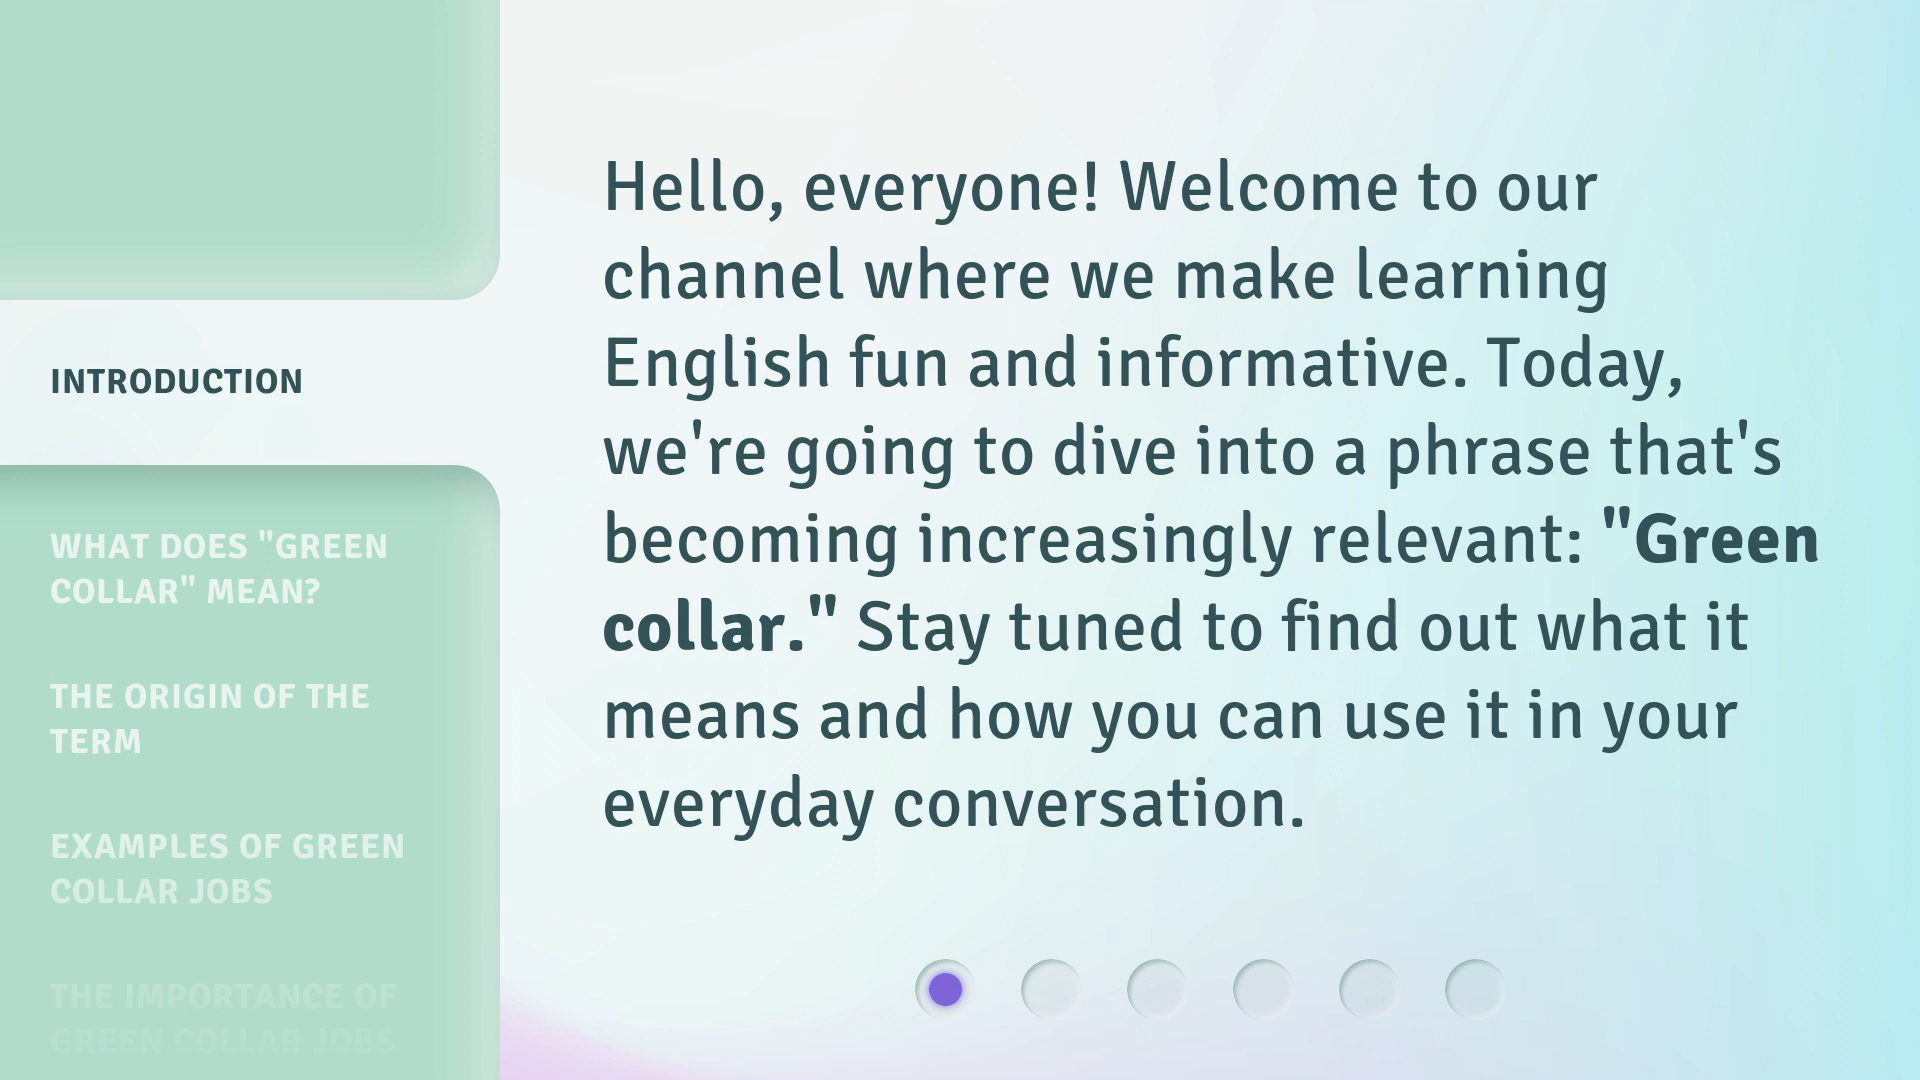 INTRODUCTION
WHAT DOES "GREEN
COLLAR" MEAN?
THE ORIGIN OF THE
TERM
EXAMPLES OF GREEN
COLLAR JOBS
THE IMPORTANCE OF
GREEN COLLAR JOBS
Hello, everyone! Welcome to our
channel where we make learning
English fun and informative. Today,
we're going to dive into a phrase that's
becoming increasingly relevant: "Green
collar." Stay tuned to find out what it
means and how you can use it in your
everyday conversation.